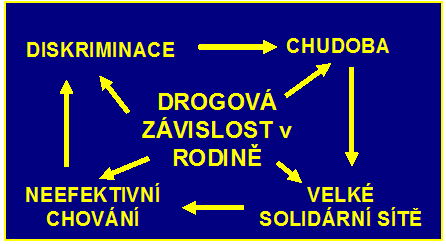 DISKRIMINACE
CHUDOBA
DROGOVÁ
ZÁVISLOST v
RODINĚ
NEEFEKTIVNÍ
CHOVÁNÍ
VELKÉ
SOLIDÁRNÍ SÍTĚ